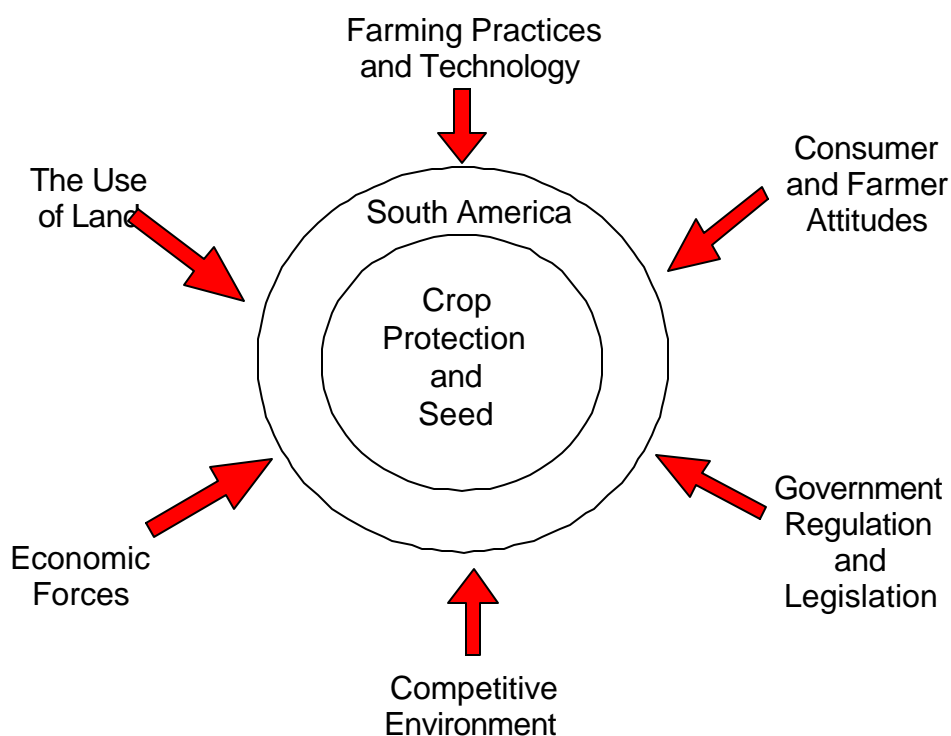 Farming Practices
and Technology
Consumer
and Farmer
Attitudes
The Use
of Land
South America
Crop
Protection
and
Seed
Government
Regulation
and
Legislation
Economic
Forces
Competitive
Environment